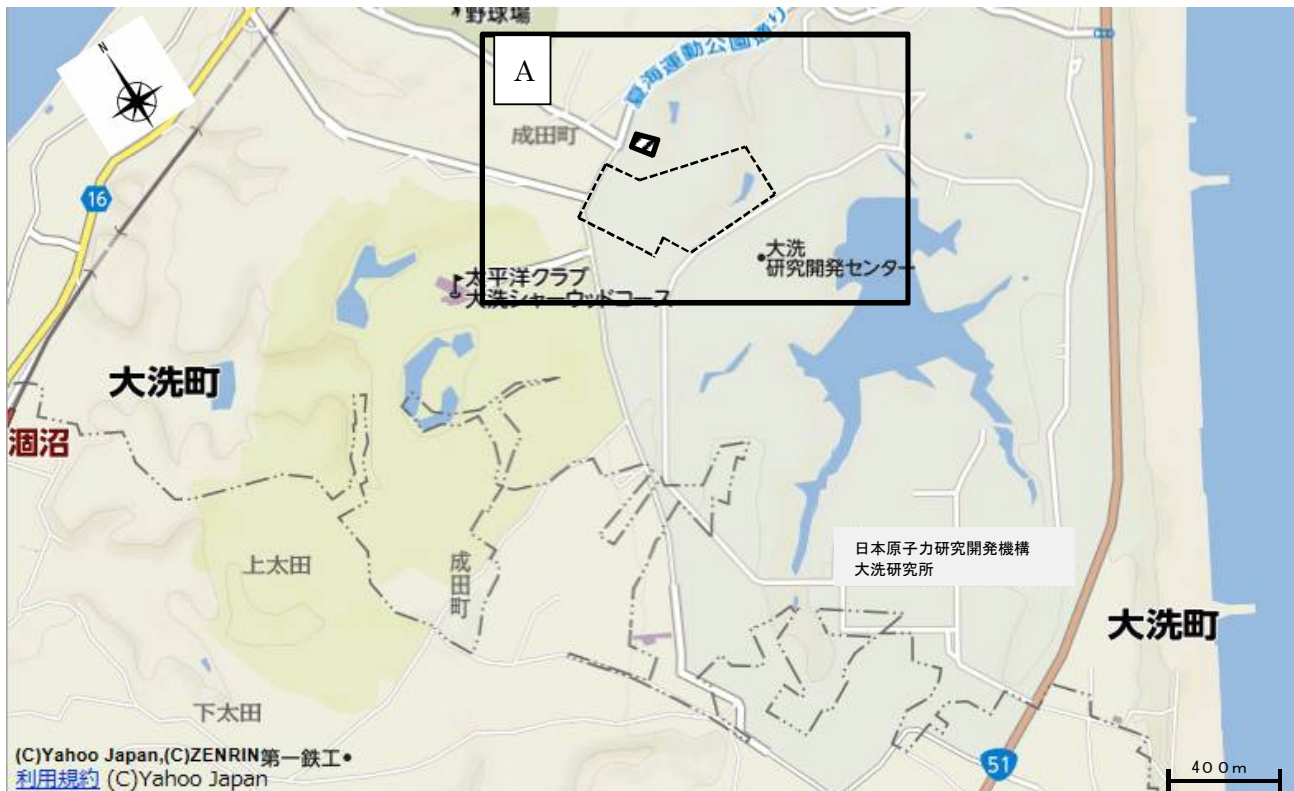 野球場
夏海運動公園通り
N
A
成田町
16
大洗
研究開発センター
太平洋クラブ
大洗シャーウッドコース
大洗町
涸沼
上太田
成田町
日本原子力研究開発機構
大洗研究所
大洗町
下太田
(C)Yahoo Japan,(C)ZENRIN第一鉄工
利用規約 (C)Yahoo Japan
51
400m